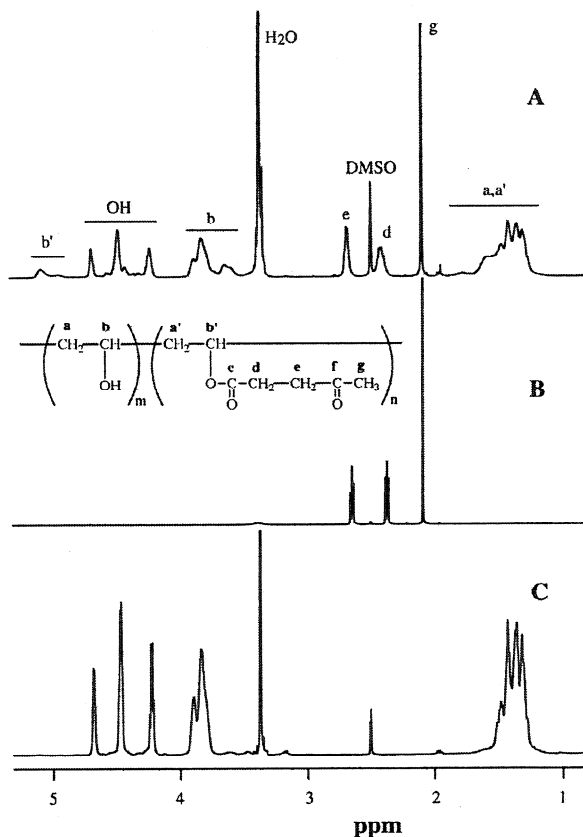 H2O
g
A
DMSO
a,a'
OH
b
b'
e
d
a b a' b'
CH2 CH CH2 CH
c d e f g
OH m O C CH2 CH2 C CH3 n
O O
B
C
5 4 3 2 1
ppm